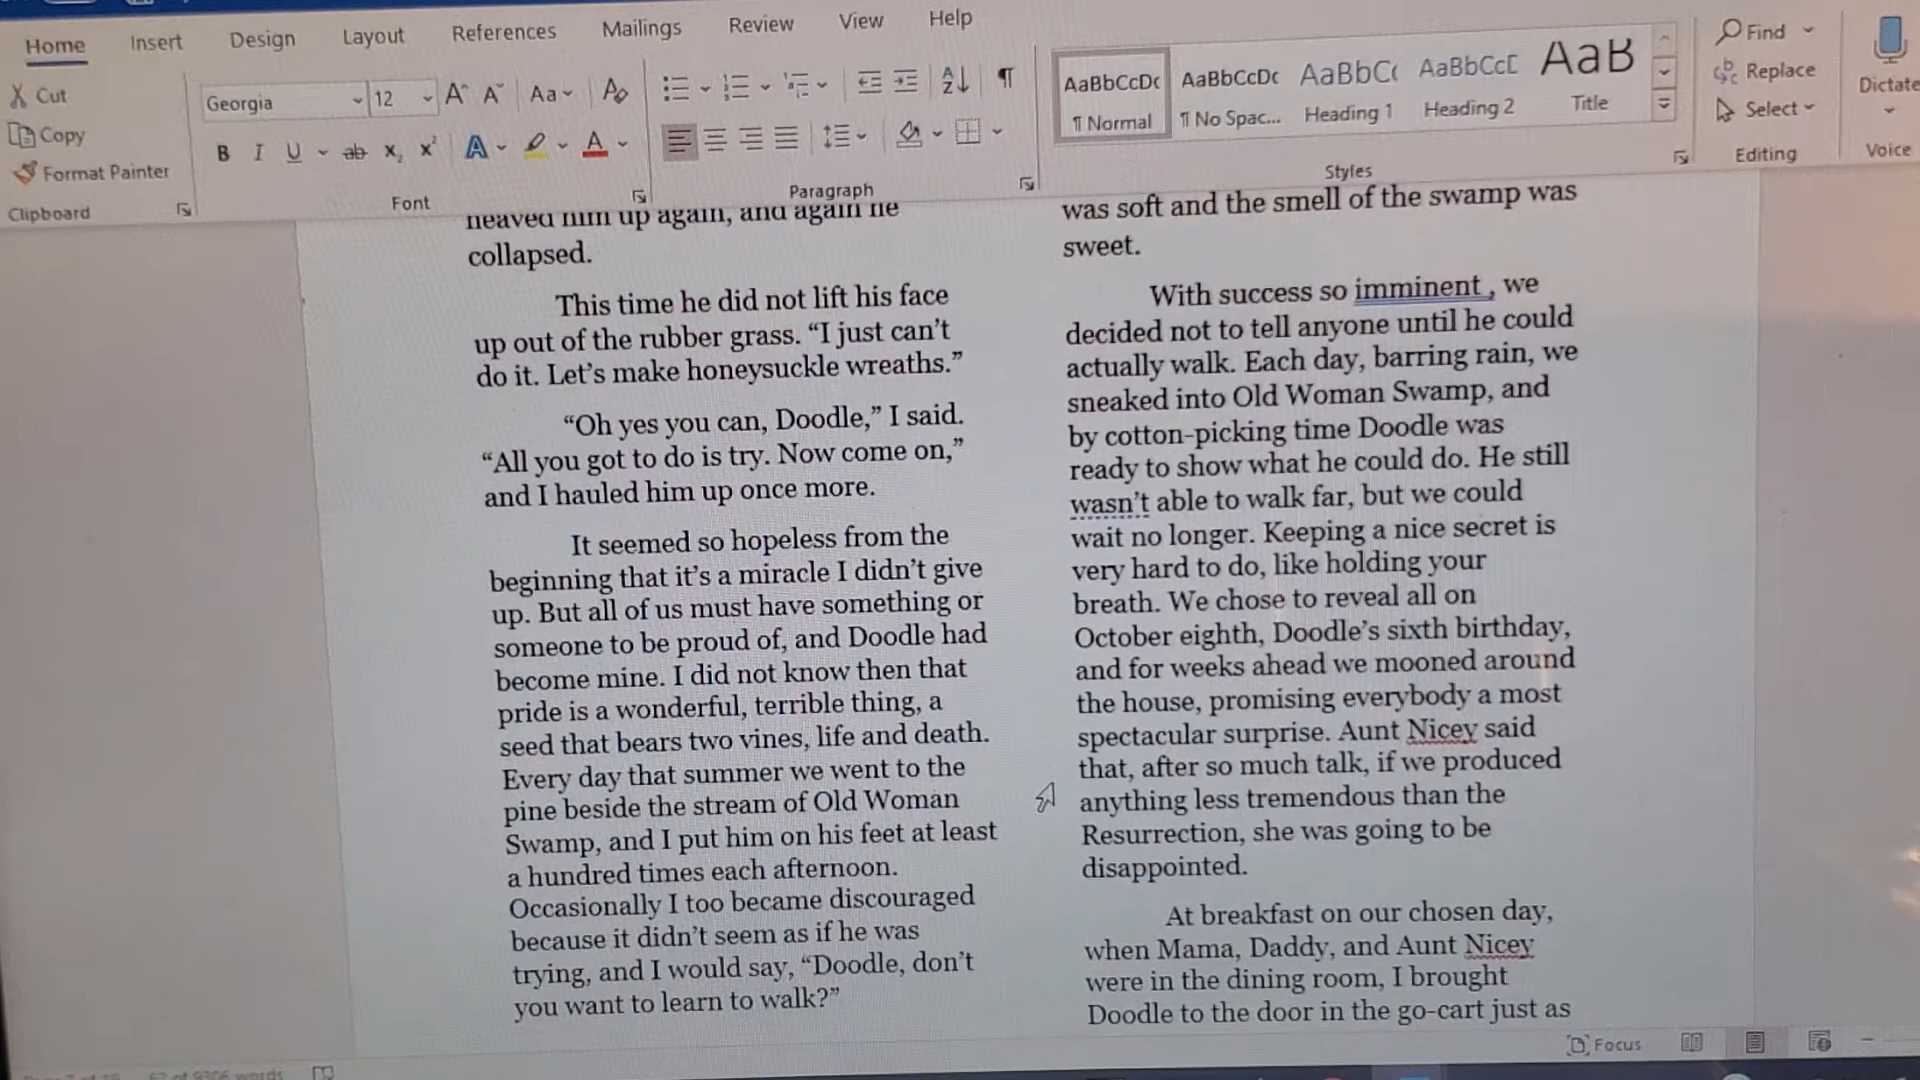 Home Insert Design Layout References Mailings Review View Help
Cut
Copy
Format Painter
Clipboard
Georgia 12
Aa
B I U ab x₂ x² A A
Font
Paragraph
AaBbCcDc AaBbCcDc AaBbC AaBbCcD AaB
¶ Normal ¶ No Spac... Heading 1 Heading 2 Title
Styles
Find
Replace
Select
Editing
Dictate
Voice
heaved him up again, and again he
collapsed.
This time he did not lift his face
up out of the rubber grass. “I just can’t
do it. Let’s make honeysuckle wreaths.”
“Oh yes you can, Doodle,” I said.
“All you got to do is try. Now come on,”
and I hauled him up once more.
It seemed so hopeless from the
beginning that it’s a miracle I didn’t give
up. But all of us must have something or
someone to be proud of, and Doodle had
become mine. I did not know then that
pride is a wonderful, terrible thing, a
seed that bears two vines, life and death.
Every day that summer we went to the
pine beside the stream of Old Woman
Swamp, and I put him on his feet at least
a hundred times each afternoon.
Occasionally I too became discouraged
because it didn’t seem as if he was
trying, and I would say, “Doodle, don’t
you want to learn to walk?”
was soft and the smell of the swamp was
sweet.
With success so imminent , we
decided not to tell anyone until he could
actually walk. Each day, barring rain, we
sneaked into Old Woman Swamp, and
by cotton-picking time Doodle was
ready to show what he could do. He still
wasn’t able to walk far, but we could
wait no longer. Keeping a nice secret is
very hard to do, like holding your
breath. We chose to reveal all on
October eighth, Doodle’s sixth birthday,
and for weeks ahead we mooned around
the house, promising everybody a most
spectacular surprise. Aunt Nicey said
that, after so much talk, if we produced
anything less tremendous than the
Resurrection, she was going to be
disappointed.
At breakfast on our chosen day,
when Mama, Daddy, and Aunt Nicey
were in the dining room, I brought
Doodle to the door in the go-cart just as
Focus
of 9306 words